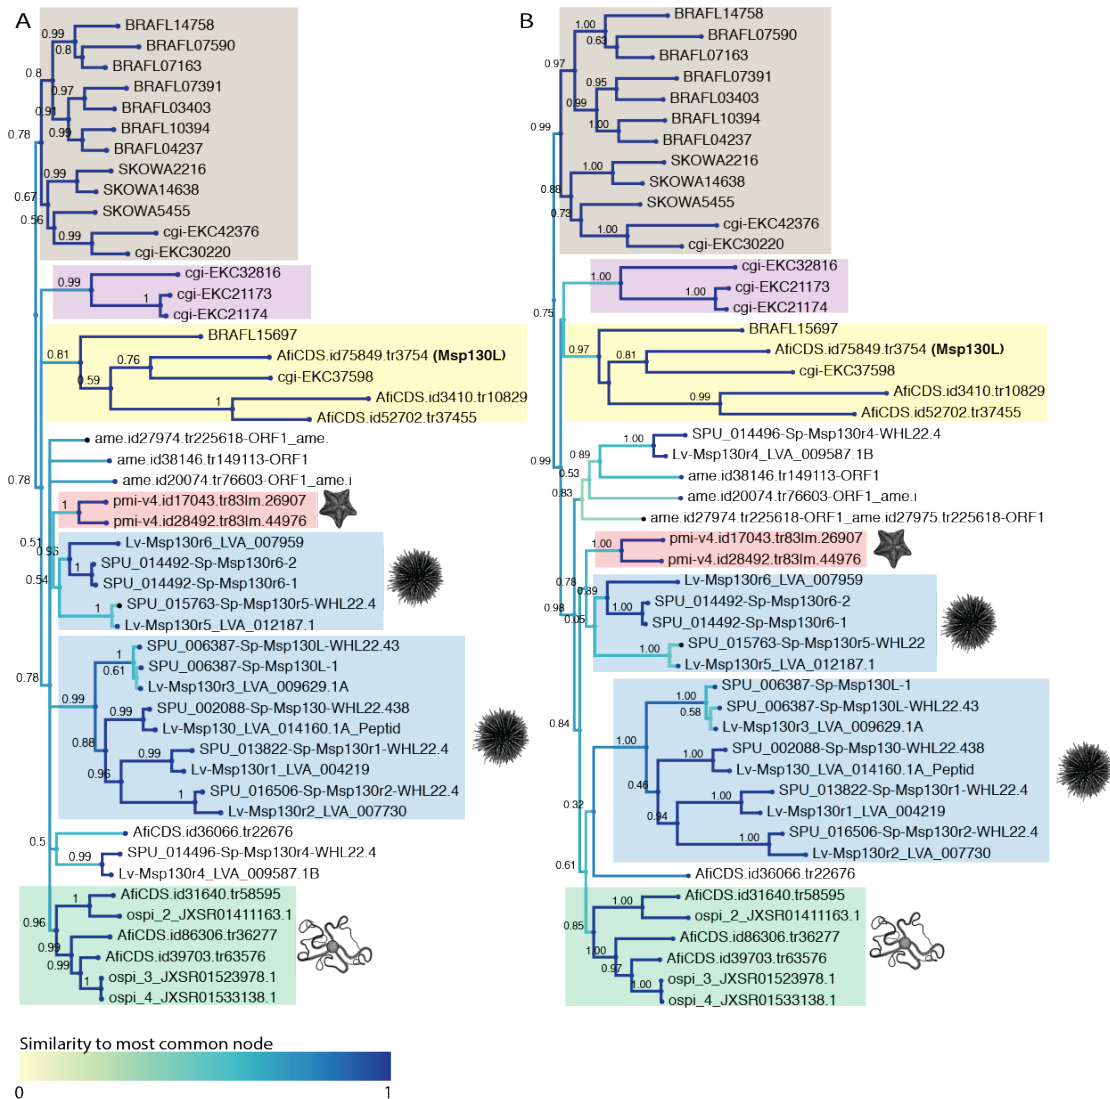 A
0.99
BRAFL14758
0.8
BRAFL07590
BRAFL07163
0.8
0.97
BRAFL07391
BRAFL03403
0.91
0.99
BRAFL10394
BRAFL04237
0.78
0.99
SKOWA2216
SKOWA14638
0.67
SKOWA5455
0.56
0.99
cgi-EKC42376
cgi-EKC30220
0.99
cgi-EKC32816
1
cgi-EKC21173
cgi-EKC21174
0.81
BRAFL15697
0.76
AfiCDS.id75849.tr3754 (Msp130L)
cgi-EKC37598
0.59
1
AfiCDS.id3410.tr10829
AfiCDS.id52702.tr37455
ame.id27974.tr225618-ORF1_ame.
ame.id38146.tr149113-ORF1
0.78
ame.id20074.tr76603-ORF1_ame.i
1
pmi-v4.id17043.tr83lm.26907
pmi-v4.id28492.tr83lm.44976
0.51
0.95
Lv-Msp130r6_LVA_007959
1
SPU_014492-Sp-Msp130r6-2
SPU_014492-Sp-Msp130r6-1
0.54
1
SPU_015763-Sp-Msp130r5-WHL22.4
Lv-Msp130r5_LVA_012187.1
1
SPU_006387-Sp-Msp130L-WHL22.43
0.61
SPU_006387-Sp-Msp130L-1
Lv-Msp130r3_LVA_009629.1A
0.78
0.99
0.99
SPU_002088-Sp-Msp130-WHL22.438
Lv-Msp130_LVA_014160.1A_Peptid
0.88
0.99
SPU_013822-Sp-Msp130r1-WHL22.4
Lv-Msp130r1_LVA_004219
0.96
1
SPU_016506-Sp-Msp130r2-WHL22.4
Lv-Msp130r2_LVA_007730
0.5
AfiCDS.id36066.tr22676
0.99
SPU_014496-Sp-Msp130r4-WHL22.4
Lv-Msp130r4_LVA_009587.1B
1
AfiCDS.id31640.tr58595
ospi_2_JXSR01411163.1
0.96
AfiCDS.id86306.tr36277
0.99
AfiCDS.id39703.tr63576
0.99
1
ospi_3_JXSR01523978.1
ospi_4_JXSR01533138.1
B
1.00
BRAFL14758
0.63
BRAFL07590
BRAFL07163
0.97
0.95
BRAFL07391
BRAFL03403
0.99
1.00
BRAFL10394
BRAFL04237
0.99
1.00
SKOWA2216
SKOWA14638
0.88
SKOWA5455
0.73
1.00
cgi-EKC42376
cgi-EKC30220
1.00
cgi-EKC32816
1.00
cgi-EKC21173
cgi-EKC21174
0.75
0.97
BRAFL15697
0.81
AfiCDS.id75849.tr3754 (Msp130L)
cgi-EKC37598
0.99
AfiCDS.id3410.tr10829
AfiCDS.id52702.tr37455
1.00
SPU_014496-Sp-Msp130r4-WHL22.4
Lv-Msp130r4_LVA_009587.1B
0.99
0.89
0.53
ame.id38146.tr149113-ORF1
0.83
ame.id20074.tr76603-ORF1_ame.i
ame.id27974.tr225618-ORF1_ame.id27975.tr225618-ORF1
1.00
pmi-v4.id17043.tr83lm.26907
pmi-v4.id28492.tr83lm.44976
0.78
0.89
Lv-Msp130r6_LVA_007959
1.00
SPU_014492-Sp-Msp130r6-2
SPU_014492-Sp-Msp130r6-1
0.98
1.00
SPU_015763-Sp-Msp130r5-WHL22
Lv-Msp130r5_LVA_012187.1
1.00
SPU_006387-Sp-Msp130L-1
0.58
SPU_006387-Sp-Msp130L-WHL22.43
Lv-Msp130r3_LVA_009629.1A
0.84
1.00
1.00
SPU_002088-Sp-Msp130-WHL22.438
Lv-Msp130_LVA_014160.1A_Peptid
0.46
1.00
SPU_013822-Sp-Msp130r1-WHL22.4
Lv-Msp130r1_LVA_004219
0.32
0.94
1.00
SPU_016506-Sp-Msp130r2-WHL22.4
Lv-Msp130r2_LVA_007730
0.61
AfiCDS.id36066.tr22676
1.00
AfiCDS.id31640.tr58595
ospi_2_JXSR01411163.1
0.85
AfiCDS.id86306.tr36277
1.00
AfiCDS.id39703.tr63576
0.97
1.00
ospi_3_JXSR01523978.1
ospi_4_JXSR01533138.1
Similarity to most common node
0
1